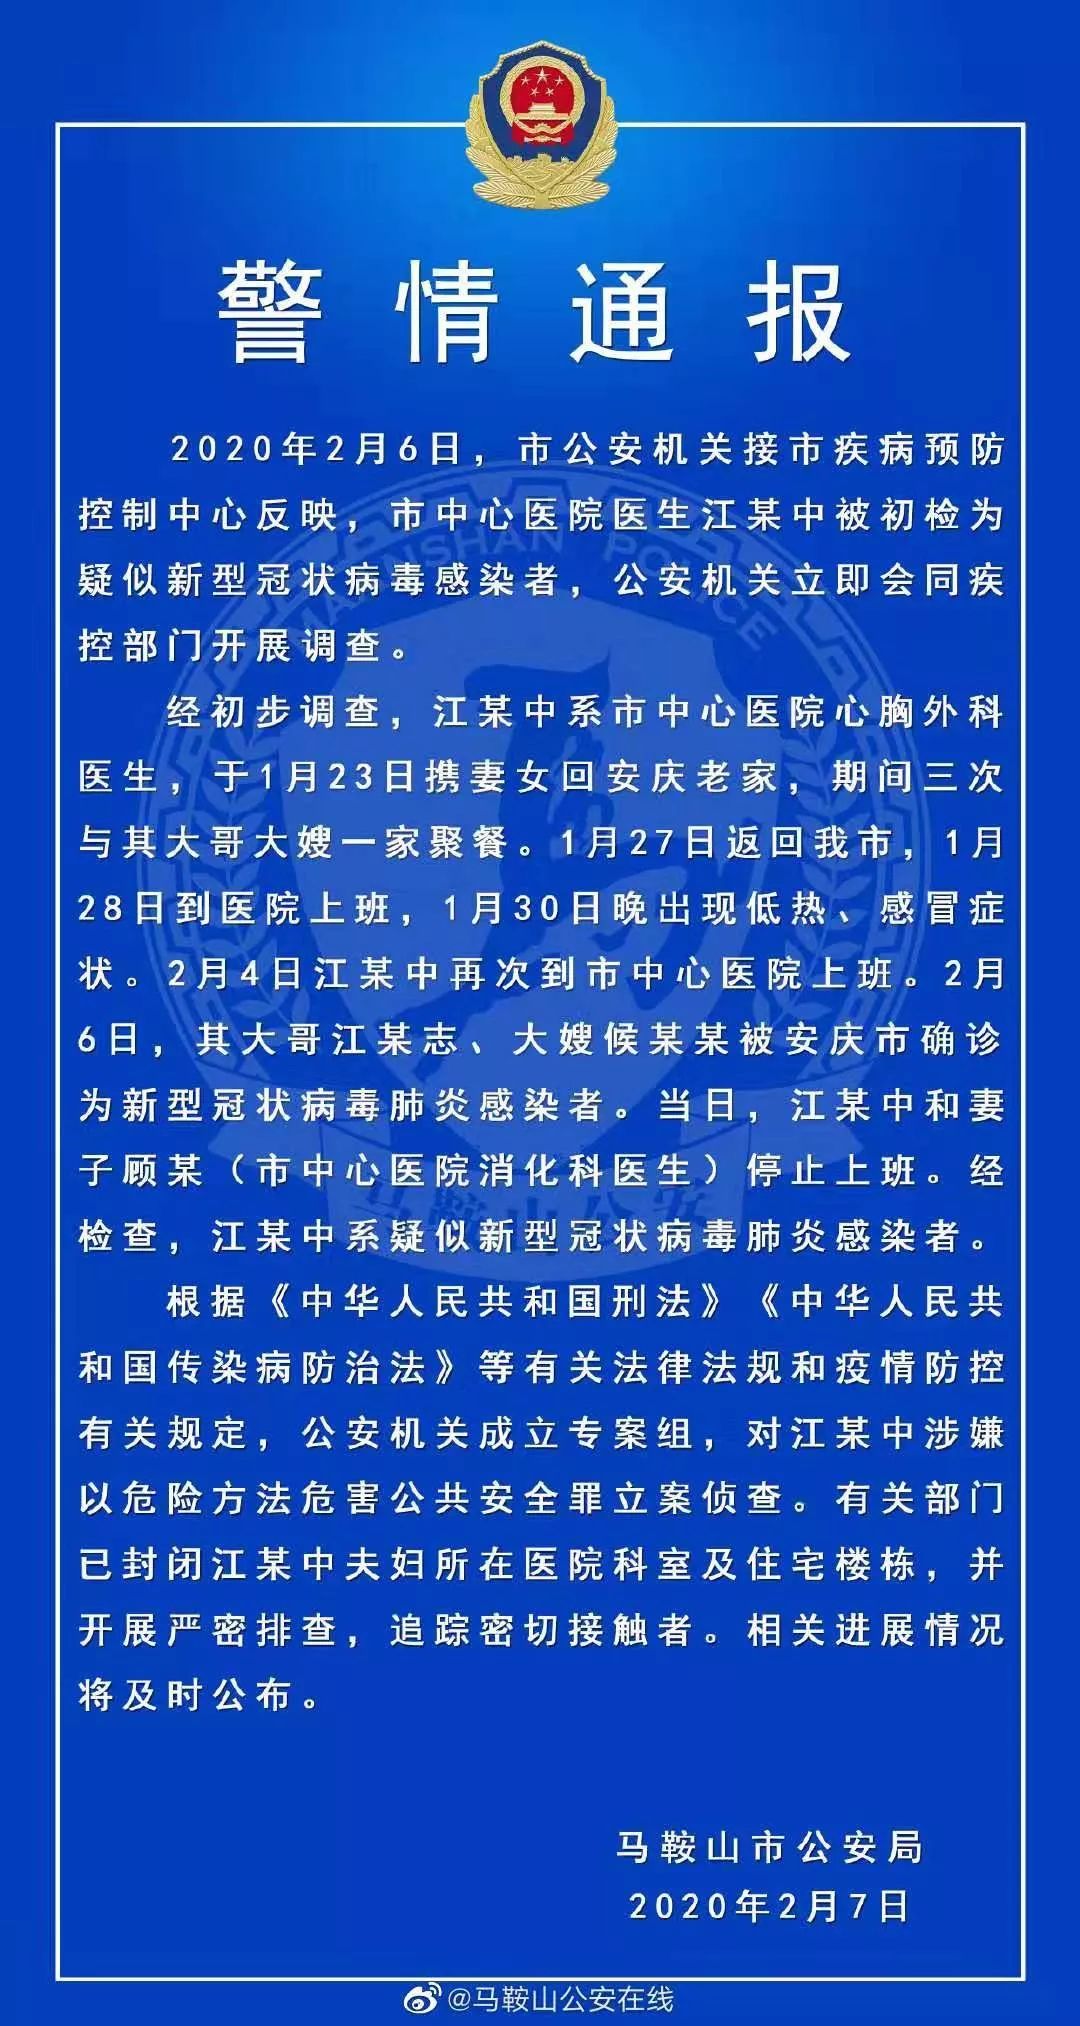 警情通报
2020年2月6日，市公安机关接市疾病预防
控制中心反映，市中心医院医生江某中被初检为
疑似新型冠状病毒感染者，公安机关立即会同疾
控部门开展调查。
经初步调查，江某中系市中心医院心胸外科
医生，于1月23日携妻女回安庆老家，期间三次
与其大哥大嫂一家聚餐。1月27日返回我市，1月
28日到医院上班，1月30日晚出现低热、感冒症
状。2月4日江某中再次到市中心医院上班。2月
6日，其大哥江某志、大嫂候某某被安庆市确诊
为新型冠状病毒肺炎感染者。当日，江某中和妻
子顾某（市中心医院消化科医生）停止上班。经
检查，江某中系疑似新型冠状病毒肺炎感染者。
根据《中华人民共和国刑法》《中华人民共
和国传染病防治法》等有关法律法规和疫情防控
有关规定，公安机关成立专案组，对江某中涉嫌
以危险方法危害公共安全罪立案侦查。有关部门
已封闭江某中夫妇所在医院科室及住宅楼栋，并
开展严密排查，追踪密切接触者。相关进展情况
将及时公布。
马鞍山市公安局
2020年2月7日
@马鞍山公安在线
ANSHAN POLICE
马鞍山公安